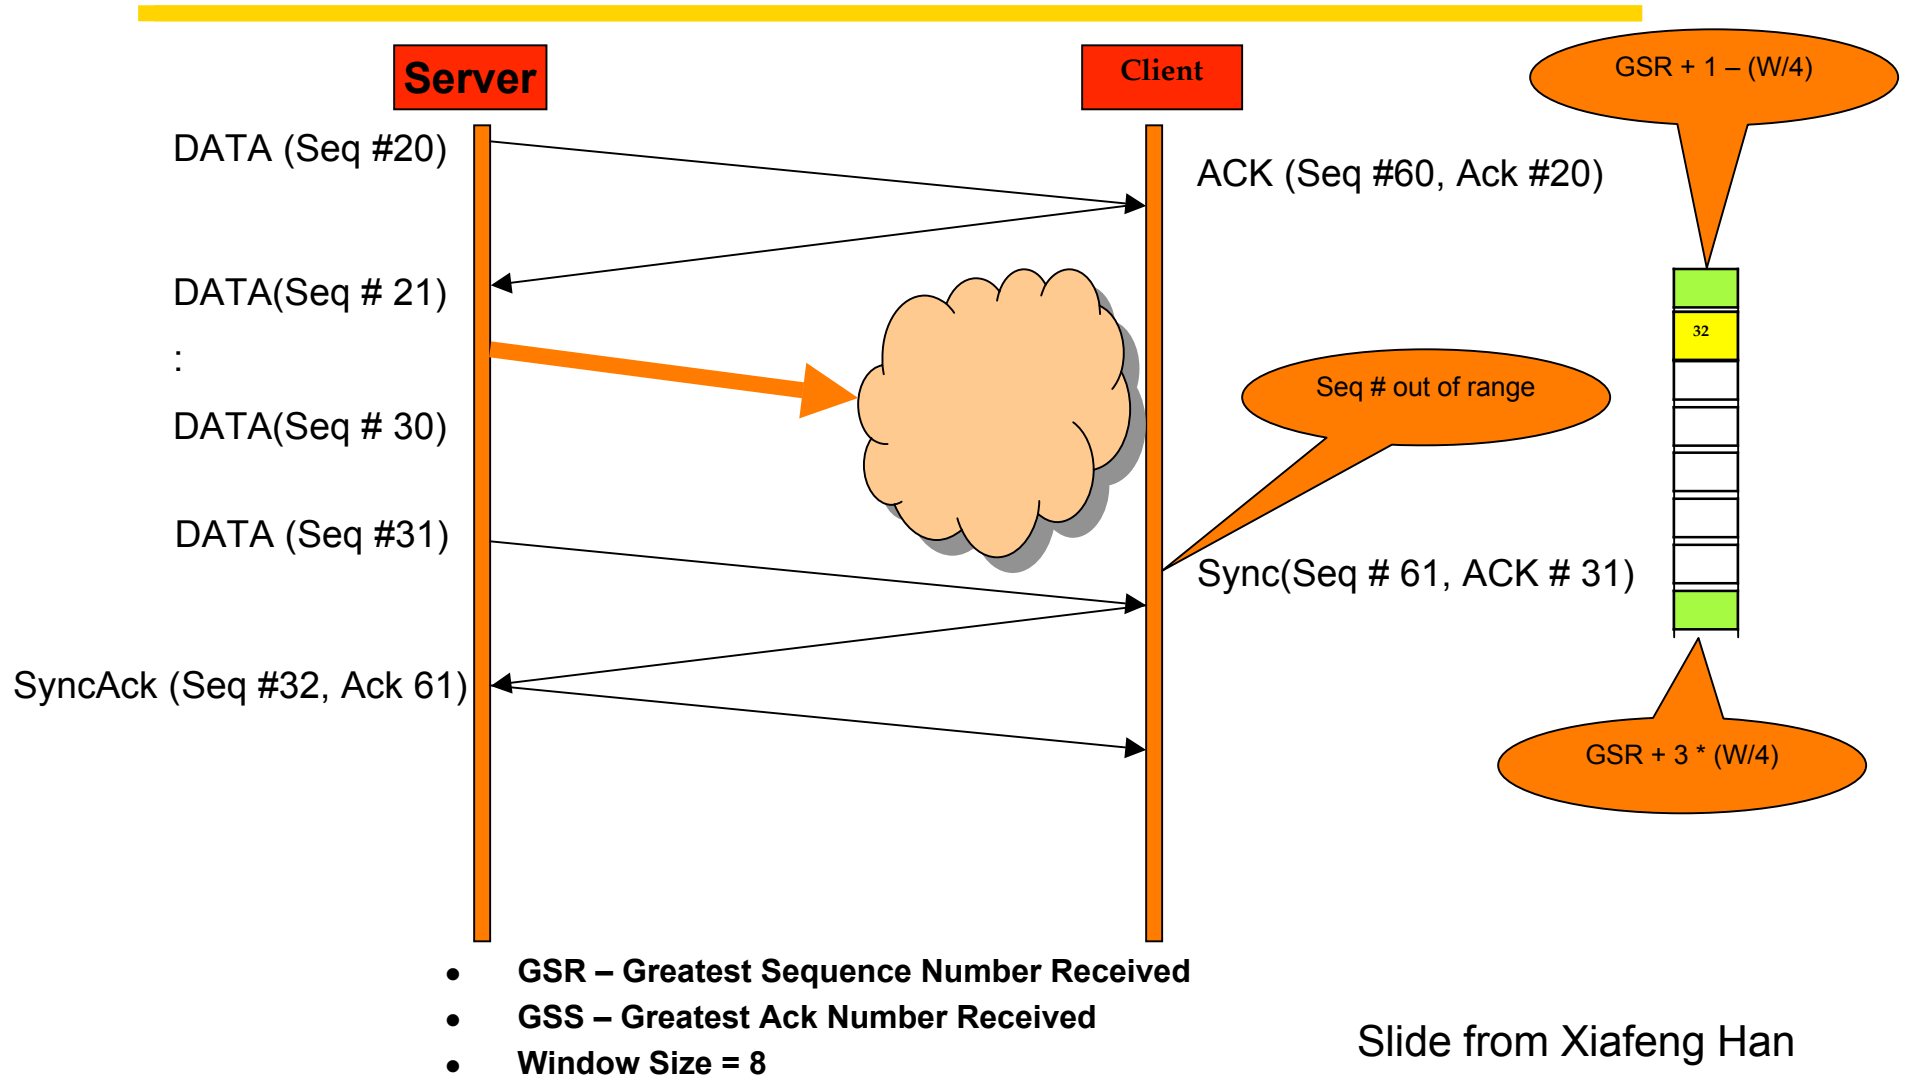 Server
Client
GSR + 1 – (W/4)
DATA (Seq #20)
ACK (Seq #60, Ack #20)
DATA(Seq # 21)
:
32
Seq # out of range
DATA(Seq # 30)
DATA (Seq #31)
Sync(Seq # 61, ACK # 31)
SyncAck (Seq #32, Ack 61)
GSR + 3 * (W/4)
● GSR – Greatest Sequence Number Received
● GSS – Greatest Ack Number Received
● Window Size = 8
Slide from Xiafeng Han